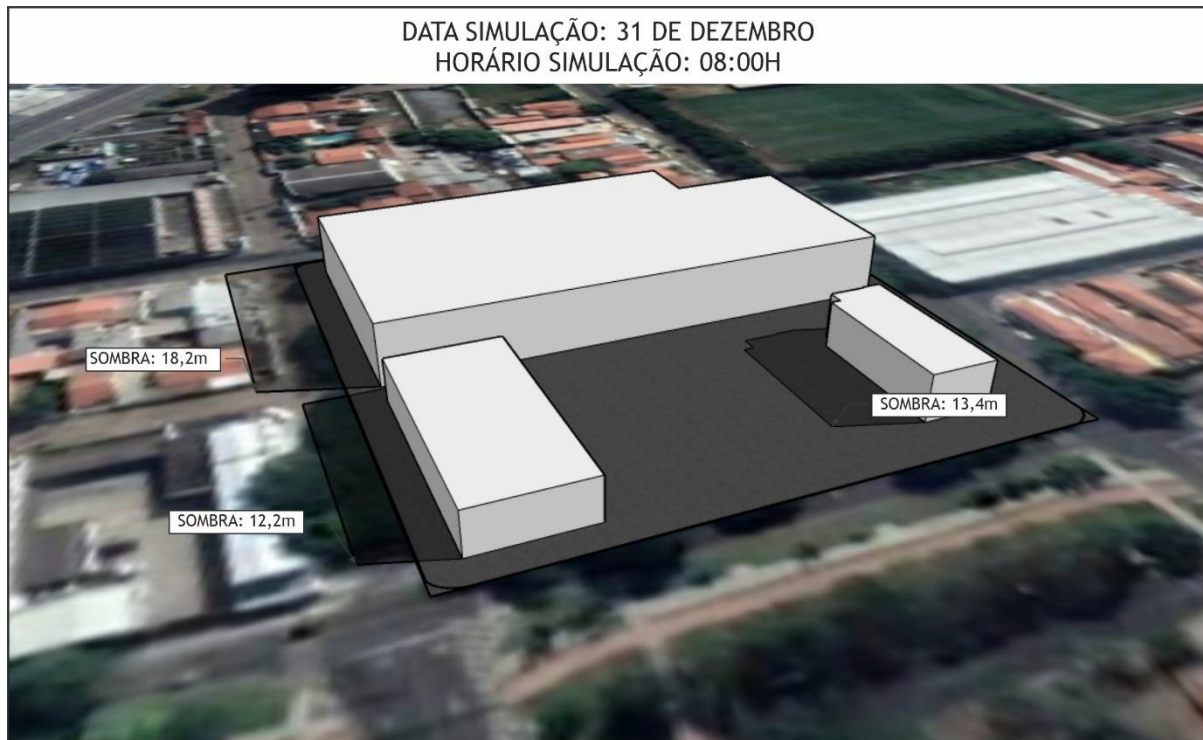 DATA SIMULAÇÃO: 31 DE DEZEMBRO
HORÁRIO SIMULAÇÃO: 08:00H
SOMBRA: 18,2m
SOMBRA: 13,4m
SOMBRA: 12,2m